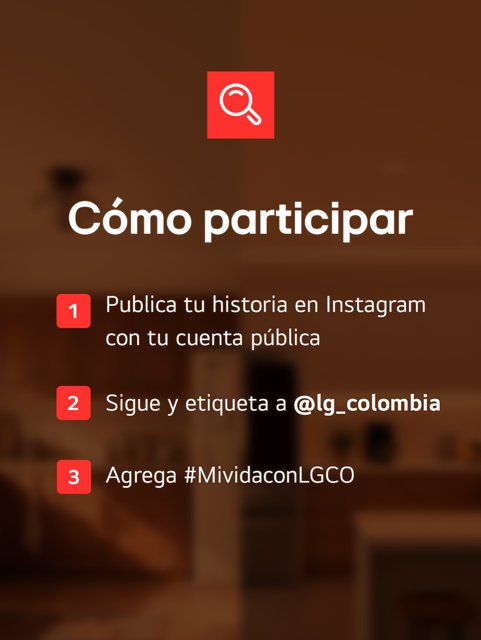 Cómo participar
1
Publica tu historia en Instagram
con tu cuenta pública
2
Sigue y etiqueta a @lg_colombia
3
Agrega #MividaconLGCO